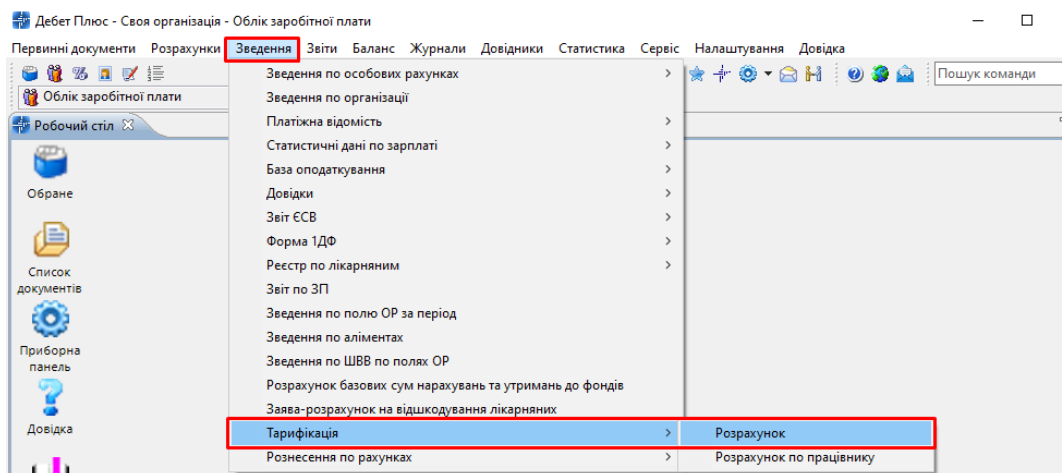 Дебет Плюс - Своя організація - Облік заробітної плати
Первинні документи Розрахунки Зведення Звіти Баланс Журнали Довідники Статистика Сервіс Налаштування Довідка
Пошук команди
Облік заробітної плати
Робочий стіл
Обране
Список
документів
Приборна
панель
Довідка
Зведення по особових рахунках
Зведення по організації
Платіжна відомість
Статистичні дані по зарплаті
База оподаткування
Довідки
Звіт ЄСВ
Форма 1ДФ
Реєстр по лікарняним
Звіт по ЗП
Зведення по полю ОР за період
Зведення по аліментах
Зведення по ШВВ по полях ОР
Розрахунок базових сум нарахувань та утримань до фондів
Заява-розрахунок на відшкодування лікарняних
Тарифікація
Рознесення по рахунках
Розрахунок
Розрахунок по працівнику